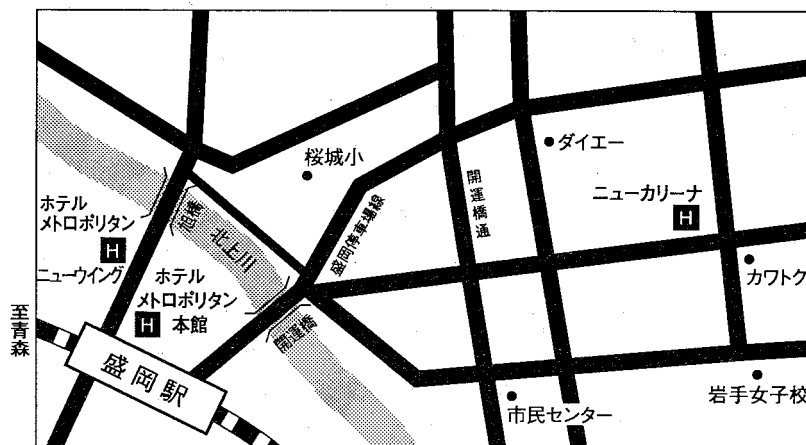 桜城小
ダイエー
開運橋通
ニューカリーナ
H
ホテル
メトロポリタン
H
ニューウイング
旭橋
北上川
盛岡停車場線
カワトク
ホテル
メトロポリタン
H 本館
開運橋
至青森
盛岡駅
市民センター
岩手女子校